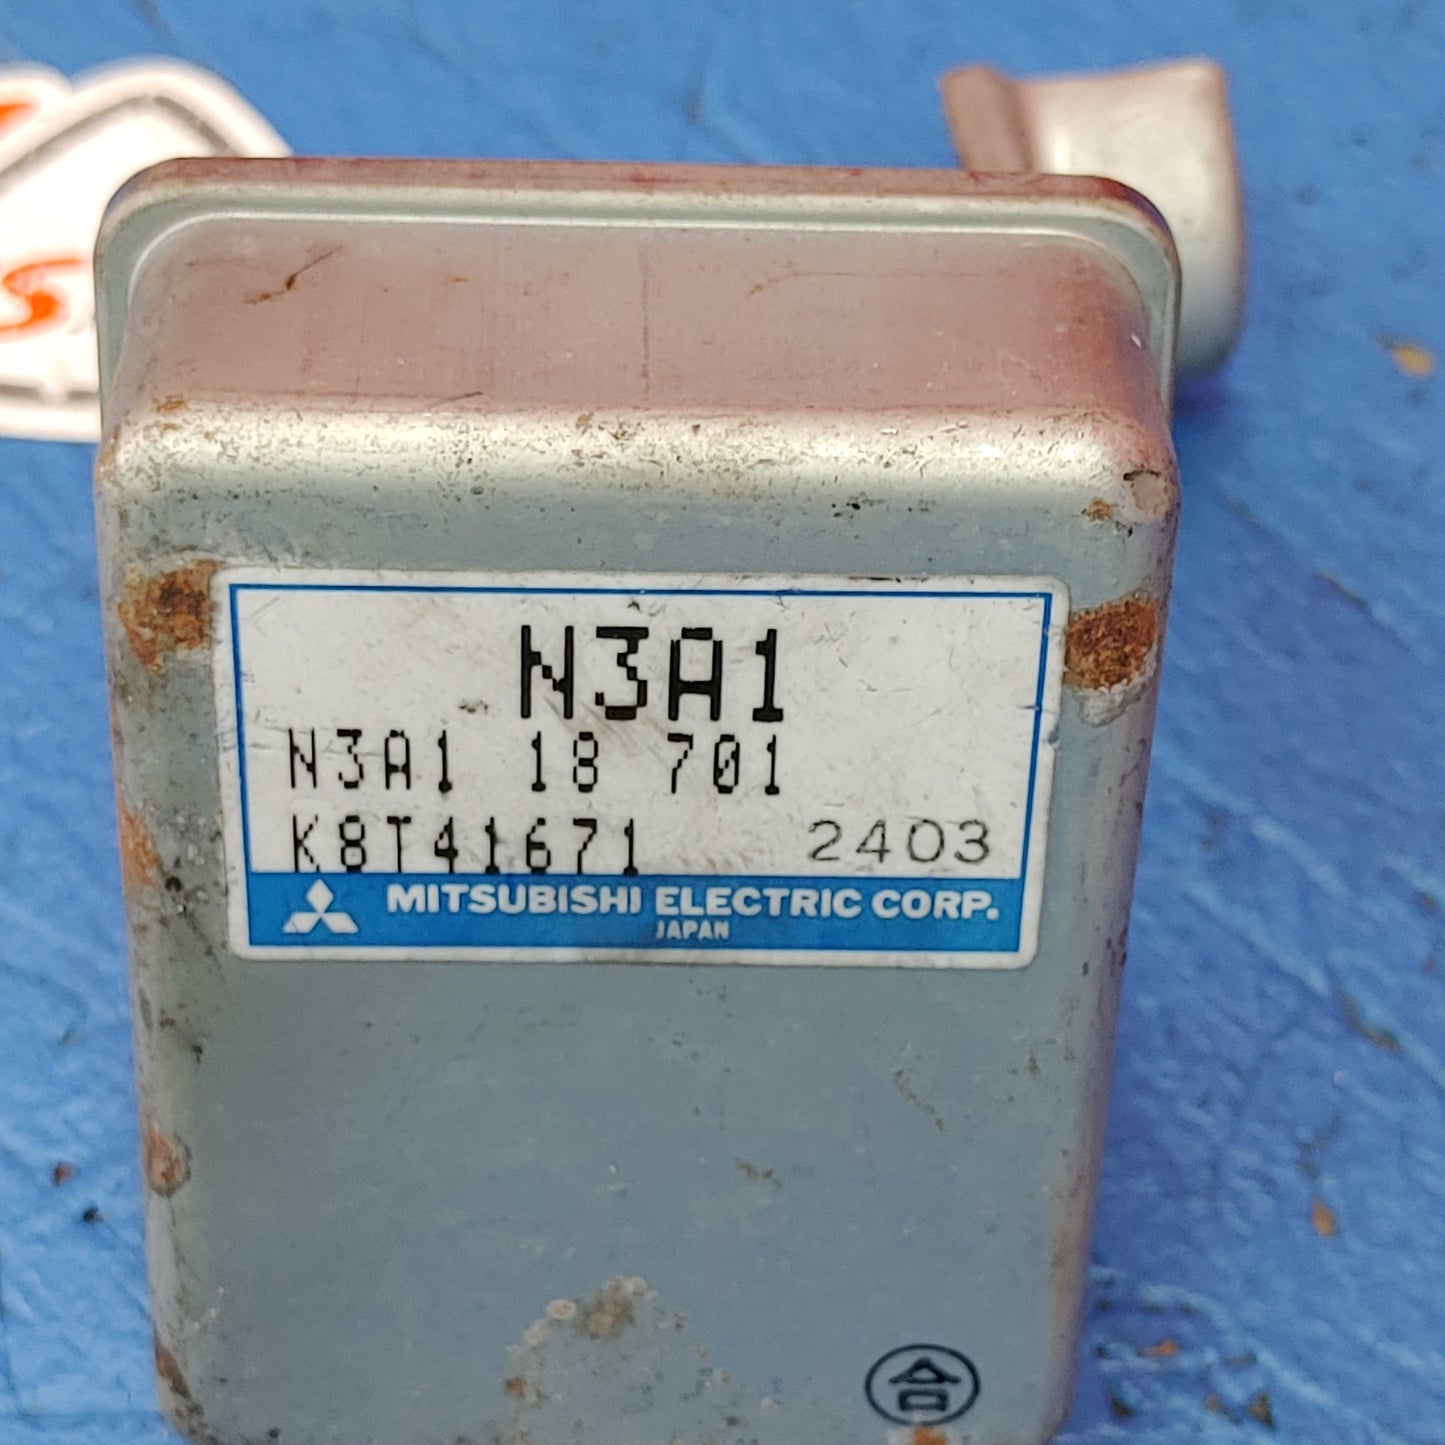 N3A1
N3A1 18 701
K8T41671 2403
MITSUBISHI ELECTRIC CORP.
JAPAN
合